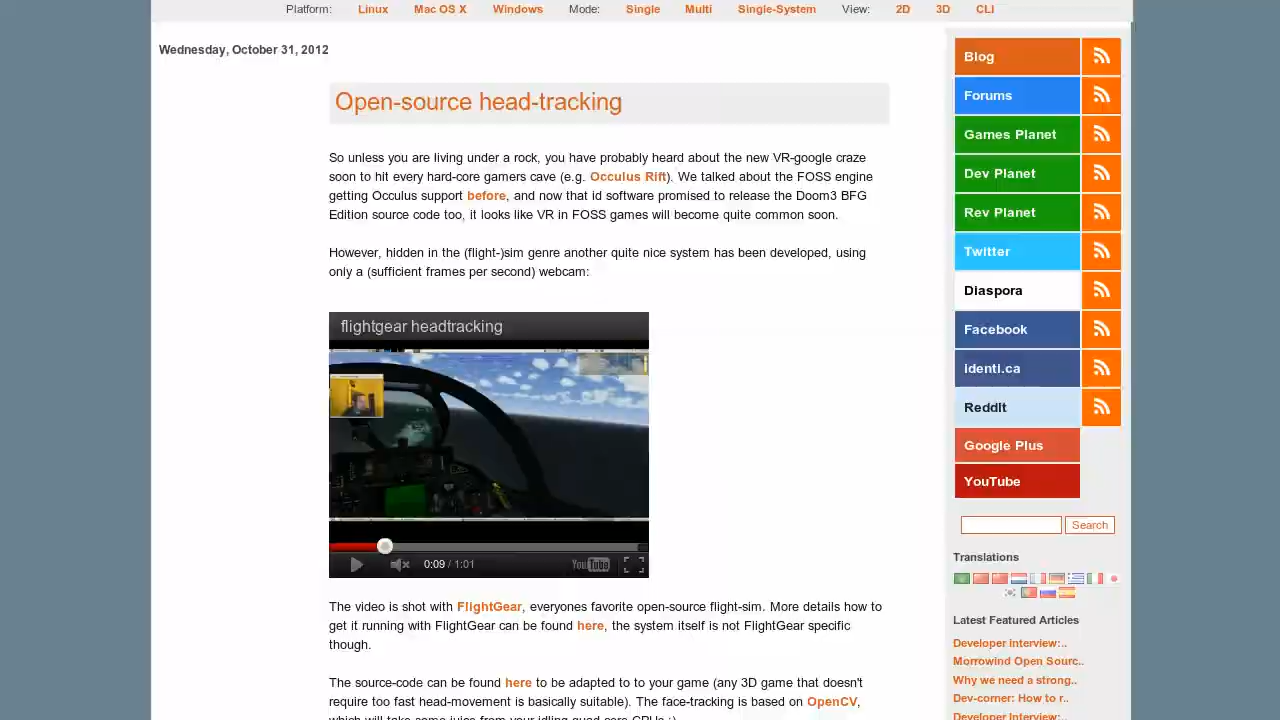 Platform: Linux Mac OS X Windows Mode: Single Multi Single-System View: 2D 3D CLI
Wednesday, October 31, 2012
Open-source head-tracking
So unless you are living under a rock, you have probably heard about the new VR-google craze
soon to hit every hard-core gamers cave (e.g. Occulus Rift). We talked about the FOSS engine
getting Occulus support before, and now that id software promised to release the Doom3 BFG
Edition source code too, it looks like VR in FOSS games will become quite common soon.
However, hidden in the (flight-)sim genre another quite nice system has been developed, using
only a (sufficient frames per second) webcam:
flightgear headtracking
0:09 / 1:01
YouTube
The video is shot with FlightGear, everyones favorite open-source flight-sim. More details how to
get it running with FlightGear can be found here, the system itself is not FlightGear specific
though.
The source-code can be found here to be adapted to to your game (any 3D game that doesn't
require too fast head-movement is basically suitable). The face-tracking is based on OpenCV,
which will take some juice from your idling quad-core CPUs ;)
Blog
Forums
Games Planet
Dev Planet
Rev Planet
Twitter
Diaspora
Facebook
identi.ca
Reddit
Google Plus
YouTube
Search
Translations
Latest Featured Articles
Developer interview:..
Morrowind Open Sourc..
Why we need a strong..
Dev-corner: How to r..
Developer Interview:..